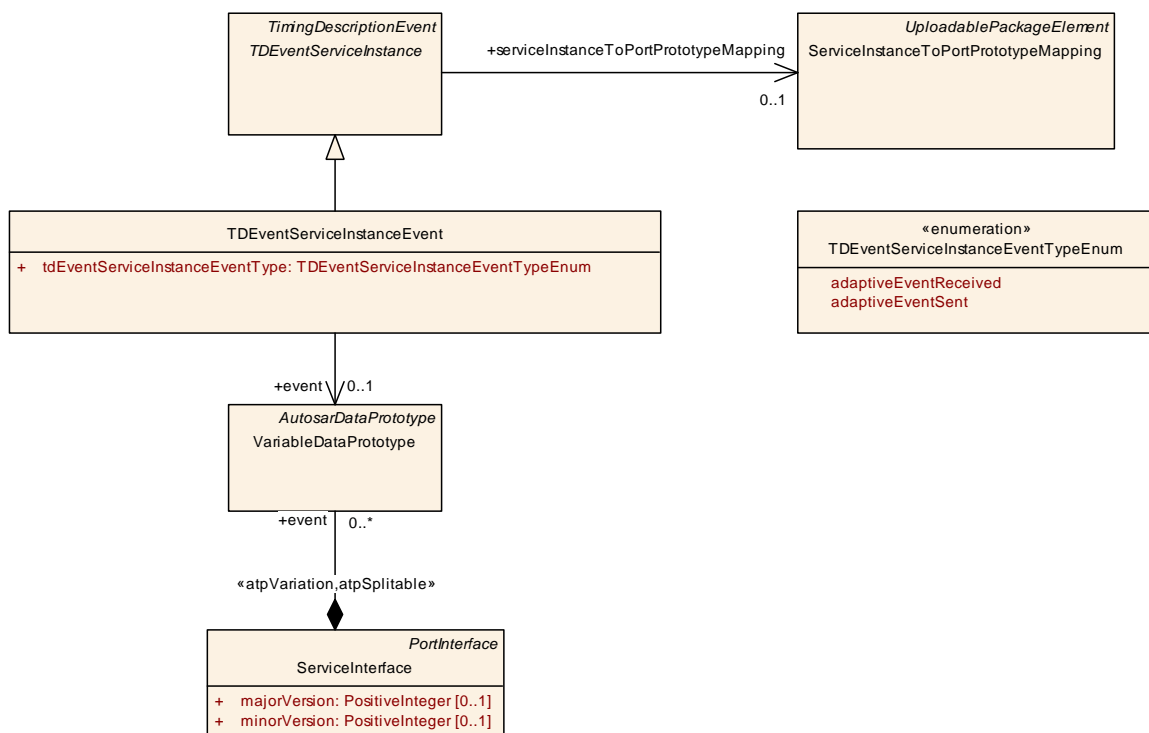 TimingDescriptionEvent
TDEventServiceInstance
+serviceInstanceToPortPrototypeMapping
0..1
UploadablePackageElement
ServiceInstanceToPortPrototypeMapping
TDEventServiceInstanceEvent
+ tdEventServiceInstanceEventType: TDEventServiceInstanceEventTypeEnum
«enumeration»
TDEventServiceInstanceEventTypeEnum
adaptiveEventReceived
adaptiveEventSent
+event 0..1
AutosarDataPrototype
VariableDataPrototype
+event 0..*
«atpVariation,atpSplitable»
PortInterface
ServiceInterface
+ majorVersion: PositiveInteger [0..1]
+ minorVersion: PositiveInteger [0..1]